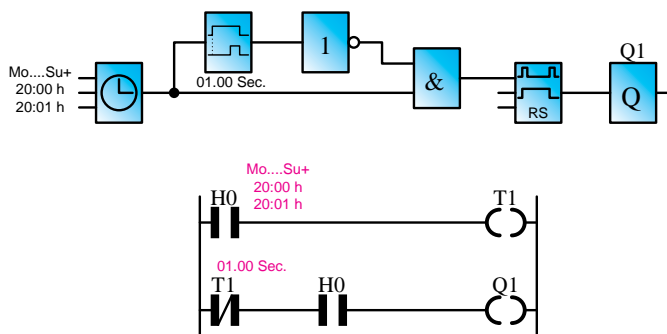 Q1
Mo....Su+
20:00 h
20:01 h
01.00 Sec.
1
&
RS
Q
Mo....Su+
20:00 h
20:01 h
H0
T1
01.00 Sec.
T1
H0
Q1